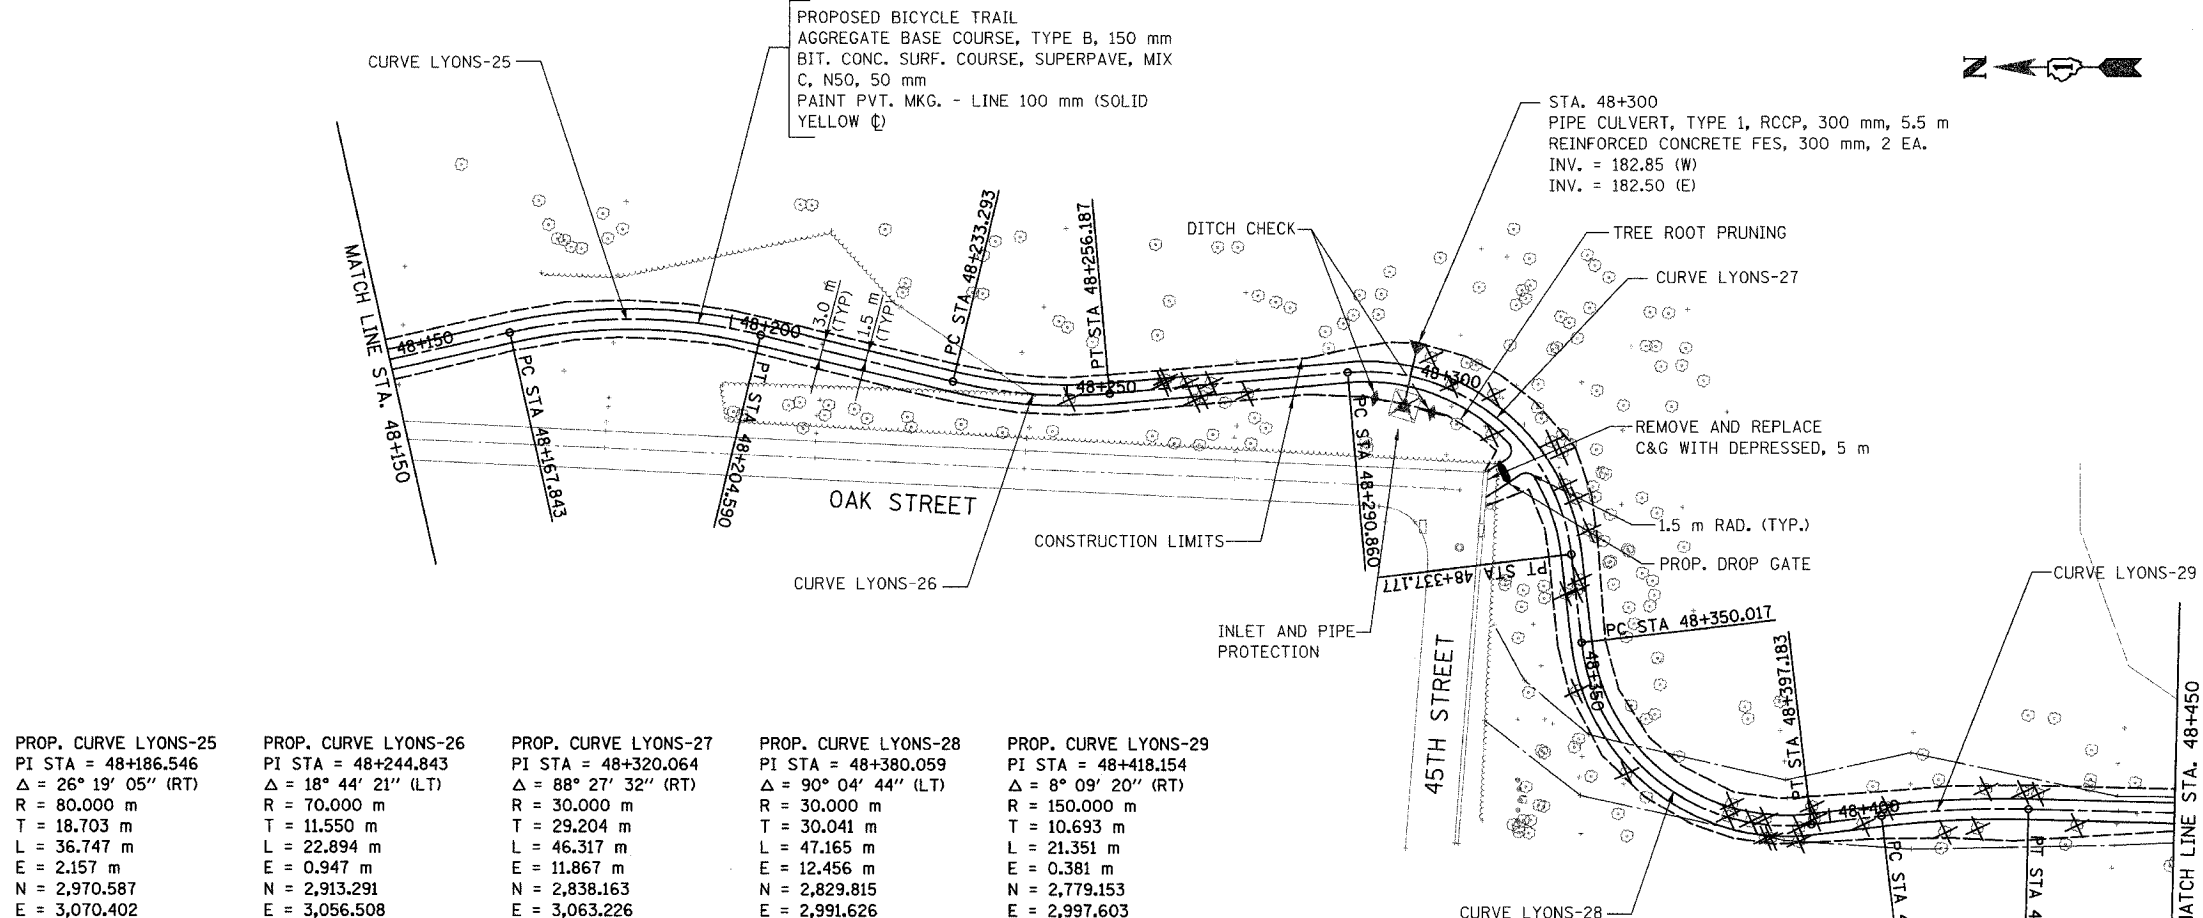 PROPOSED BICYCLE TRAIL
AGGREGATE BASE COURSE, TYPE B, 150 mm
BIT. CONC. SURF. COURSE, SUPERPAVE, MIX
C, N50, 50 mm
PAINT PVT. MKG. - LINE 100 mm (SOLID
YELLOW ℄)
CURVE LYONS-25
N
1
STA. 48+300
PIPE CULVERT, TYPE 1, RCCP, 300 mm, 5.5 m
REINFORCED CONCRETE FES, 300 mm, 2 EA.
INV. = 182.85 (W)
INV. = 182.50 (E)
DITCH CHECK
TREE ROOT PRUNING
CURVE LYONS-27
MATCH LINE STA. 48+150
48+150
PC STA 48+167.843
48+200
PT STA 48+204.590
3.0 m
(TYP)
1.5 m
(TYP)
PC STA 48+233.293
48+250
PT STA 48+256.187
PC STA 48+290.860
48+300
REMOVE AND REPLACE
C&G WITH DEPRESSED, 5 m
OAK STREET
CONSTRUCTION LIMITS
1.5 m RAD. (TYP.)
PROP. DROP GATE
CURVE LYONS-26
PT STA 48+337.177
INLET AND PIPE
PROTECTION
PC STA 48+350.017
48+350
45TH STREET
CURVE LYONS-29
PT STA 48+397.183
48+400
PC STA
PT STA
MATCH LINE STA. 48+450
CURVE LYONS-28
PROP. CURVE LYONS-25
PI STA = 48+186.546
Δ = 26° 19' 05" (RT)
R = 80.000 m
T = 18.703 m
L = 36.747 m
E = 2.157 m
N = 2,970.587
E = 3,070.402
PROP. CURVE LYONS-26
PI STA = 48+244.843
Δ = 18° 44' 21" (LT)
R = 70.000 m
T = 11.550 m
L = 22.894 m
E = 0.947 m
N = 2,913.291
E = 3,056.508
PROP. CURVE LYONS-27
PI STA = 48+320.064
Δ = 88° 27' 32" (RT)
R = 30.000 m
T = 29.204 m
L = 46.317 m
E = 11.867 m
N = 2,838.163
E = 3,063.226
PROP. CURVE LYONS-28
PI STA = 48+380.059
Δ = 90° 04' 44" (LT)
R = 30.000 m
T = 30.041 m
L = 47.165 m
E = 12.456 m
N = 2,829.815
E = 2,991.626
PROP. CURVE LYONS-29
PI STA = 48+418.154
Δ = 8° 09' 20" (RT)
R = 150.000 m
T = 10.693 m
L = 21.351 m
E = 0.381 m
N = 2,779.153
E = 2,997.603